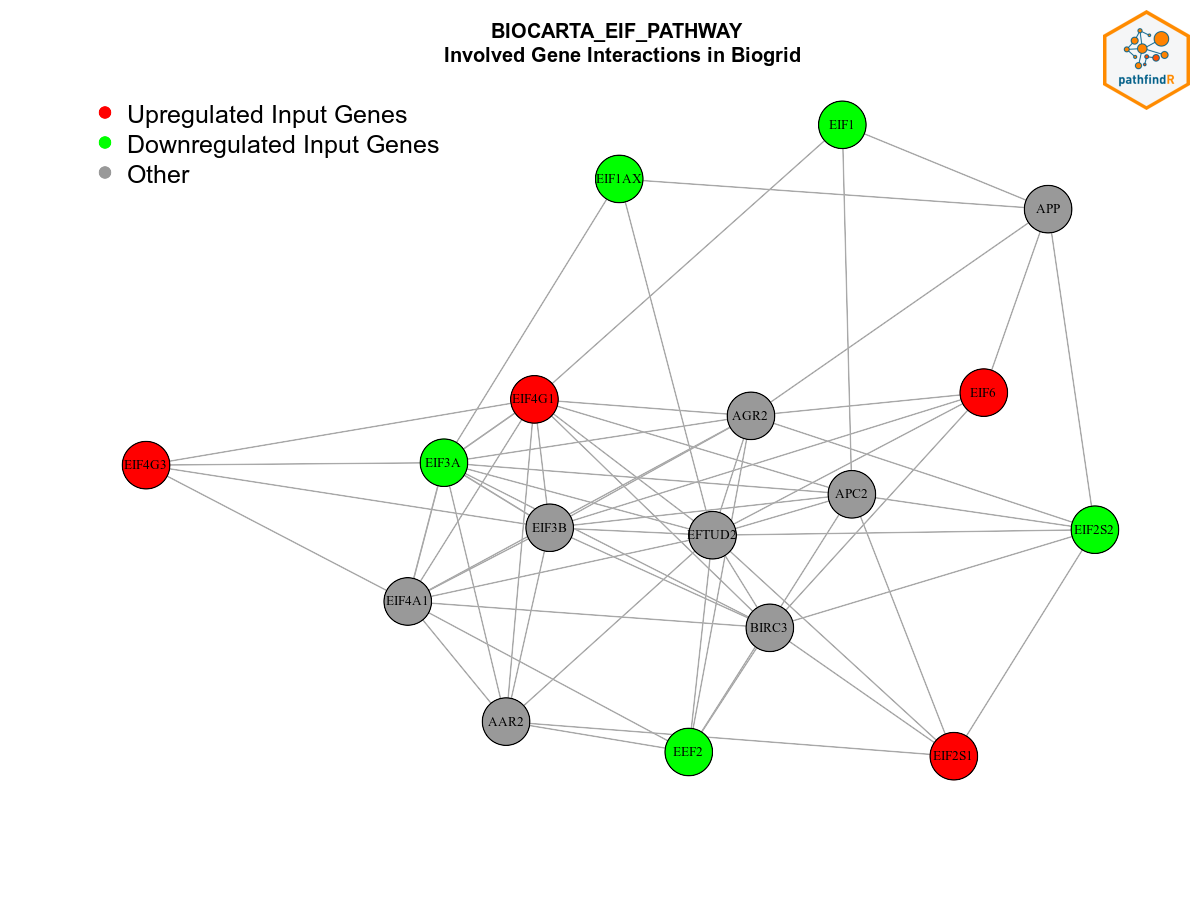 BIOCARTA_EIF_PATHWAY
Involved Gene Interactions in Biogrid
pathfindR
Upregulated Input Genes
Downregulated Input Genes
Other
EIF1
EIF1AX
APP
EIF6
EIF4G1
AGR2
EIF4G3
EIF3A
APC2
EIF3B
EFTUD2
EIF2S2
EIF4A1
BIRC3
AAR2
EEF2
EIF2S1